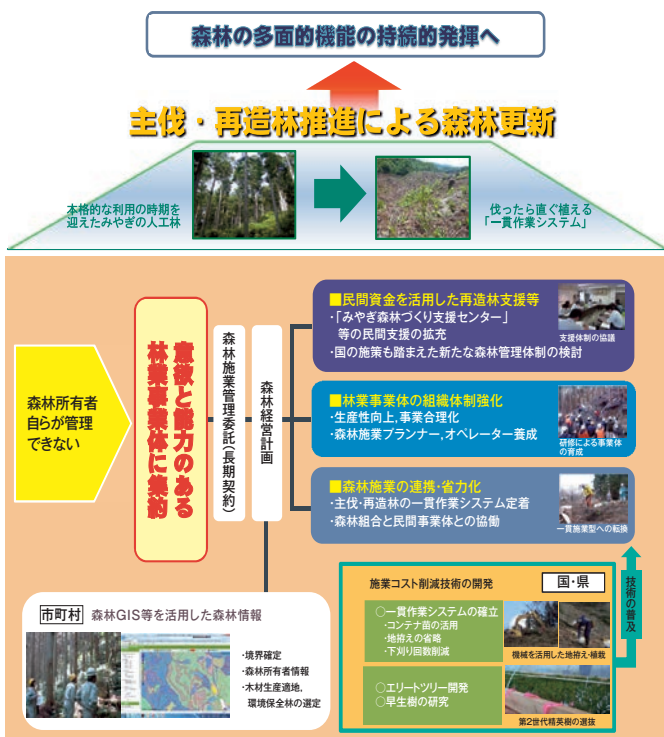 森林の多面的機能の持続的発揮へ
主伐・再造林推進による森林更新
本格的な利用の時期を
迎えたみやぎの人工林
伐ったら直ぐ植える
「一貫作業システム」
森林所有者
自らが管理
できない
意欲と能力のある
林業事業体に集約
森林施業管理委託(長期契約)
森林経営計画
■民間資金を活用した再造林支援等
・「みやぎ森林づくり支援センター」
等の民間支援の拡充
・国の施策も踏まえた新たな森林管理体制の検討
支援体制の協議
■林業事業体の組織体制強化
・生産性向上,事業合理化
・森林施業プランナー,オペレーター養成
研修による事業体
の育成
■森林施業の連携・省力化
・主伐・再造林の一貫作業システム定着
・森林組合と民間事業体との協働
一貫施業型への転換
技術の普及
市町村 森林GIS等を活用した森林情報
・境界確定
・森林所有者情報
・木材生産適地,
環境保全林の選定
施業コスト削減技術の開発
国・県
○一貫作業システムの確立
・コンテナ苗の活用
・地拵えの省略
・下刈り回数削減
機械を活用した地拵え・植栽
○エリートツリー開発
○早生樹の研究
第2世代精英樹の選抜